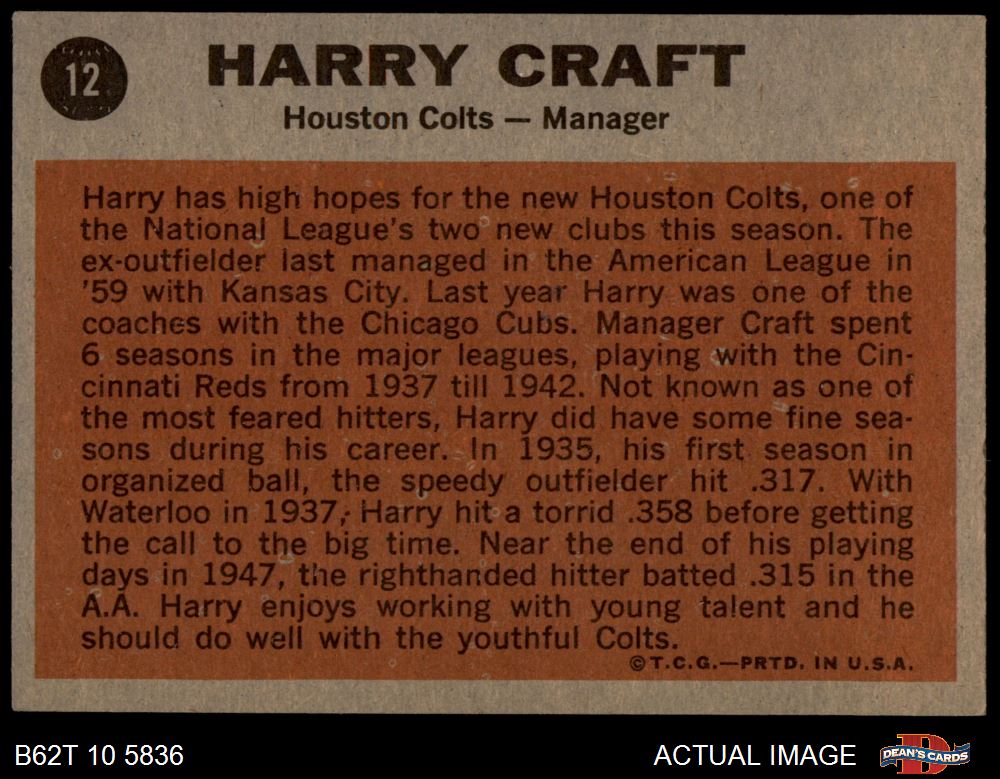 12
HARRY CRAFT
Houston Colts — Manager
Harry has high hopes for the new Houston Colts, one of
the National League's two new clubs this season. The
ex-outfielder last managed in the American League in
'59 with Kansas City. Last year Harry was one of the
coaches with the Chicago Cubs. Manager Craft spent
6 seasons in the major leagues, playing with the Cin-
cinnati Reds from 1937 till 1942. Not known as one of
the most feared hitters, Harry did have some fine sea-
sons during his career. In 1935, his first season in
organized ball, the speedy outfielder hit .317. With
Waterloo in 1937, Harry hit a torrid .358 before getting
the call to the big time. Near the end of his playing
days in 1947, the righthanded hitter batted .315 in the
A.A. Harry enjoys working with young talent and he
should do well with the youthful Colts.
©T.C.G.—PRTD. IN U.S.A.
B62T 10 5836
ACTUAL IMAGE
D
DEAN'S CARDS